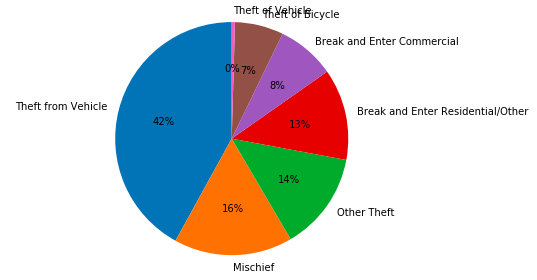 Theft of Vehicle
Theft of Bicycle
Break and Enter Commercial
0%
7%
8%
Theft from Vehicle
42%
13%
Break and Enter Residential/Other
14%
16%
Other Theft
Mischief